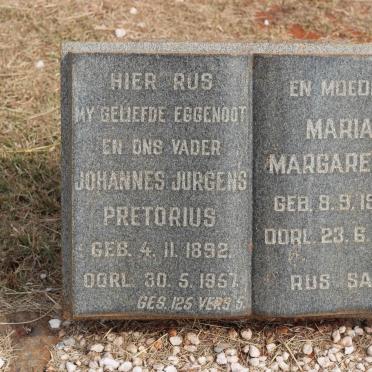 HIER RUS
MY GELIEFDE EGGENOOT
EN ONS VADER
JOHANNES JURGENS
PRETORIUS
GEB. 4. 11. 1892.
OORL. 30. 5. 1957.
GES. 125 VERS 5
EN MOED
MARIA
MARGARE
GEB. 8. 9. 1
OORL. 23. 6.
RUS SA